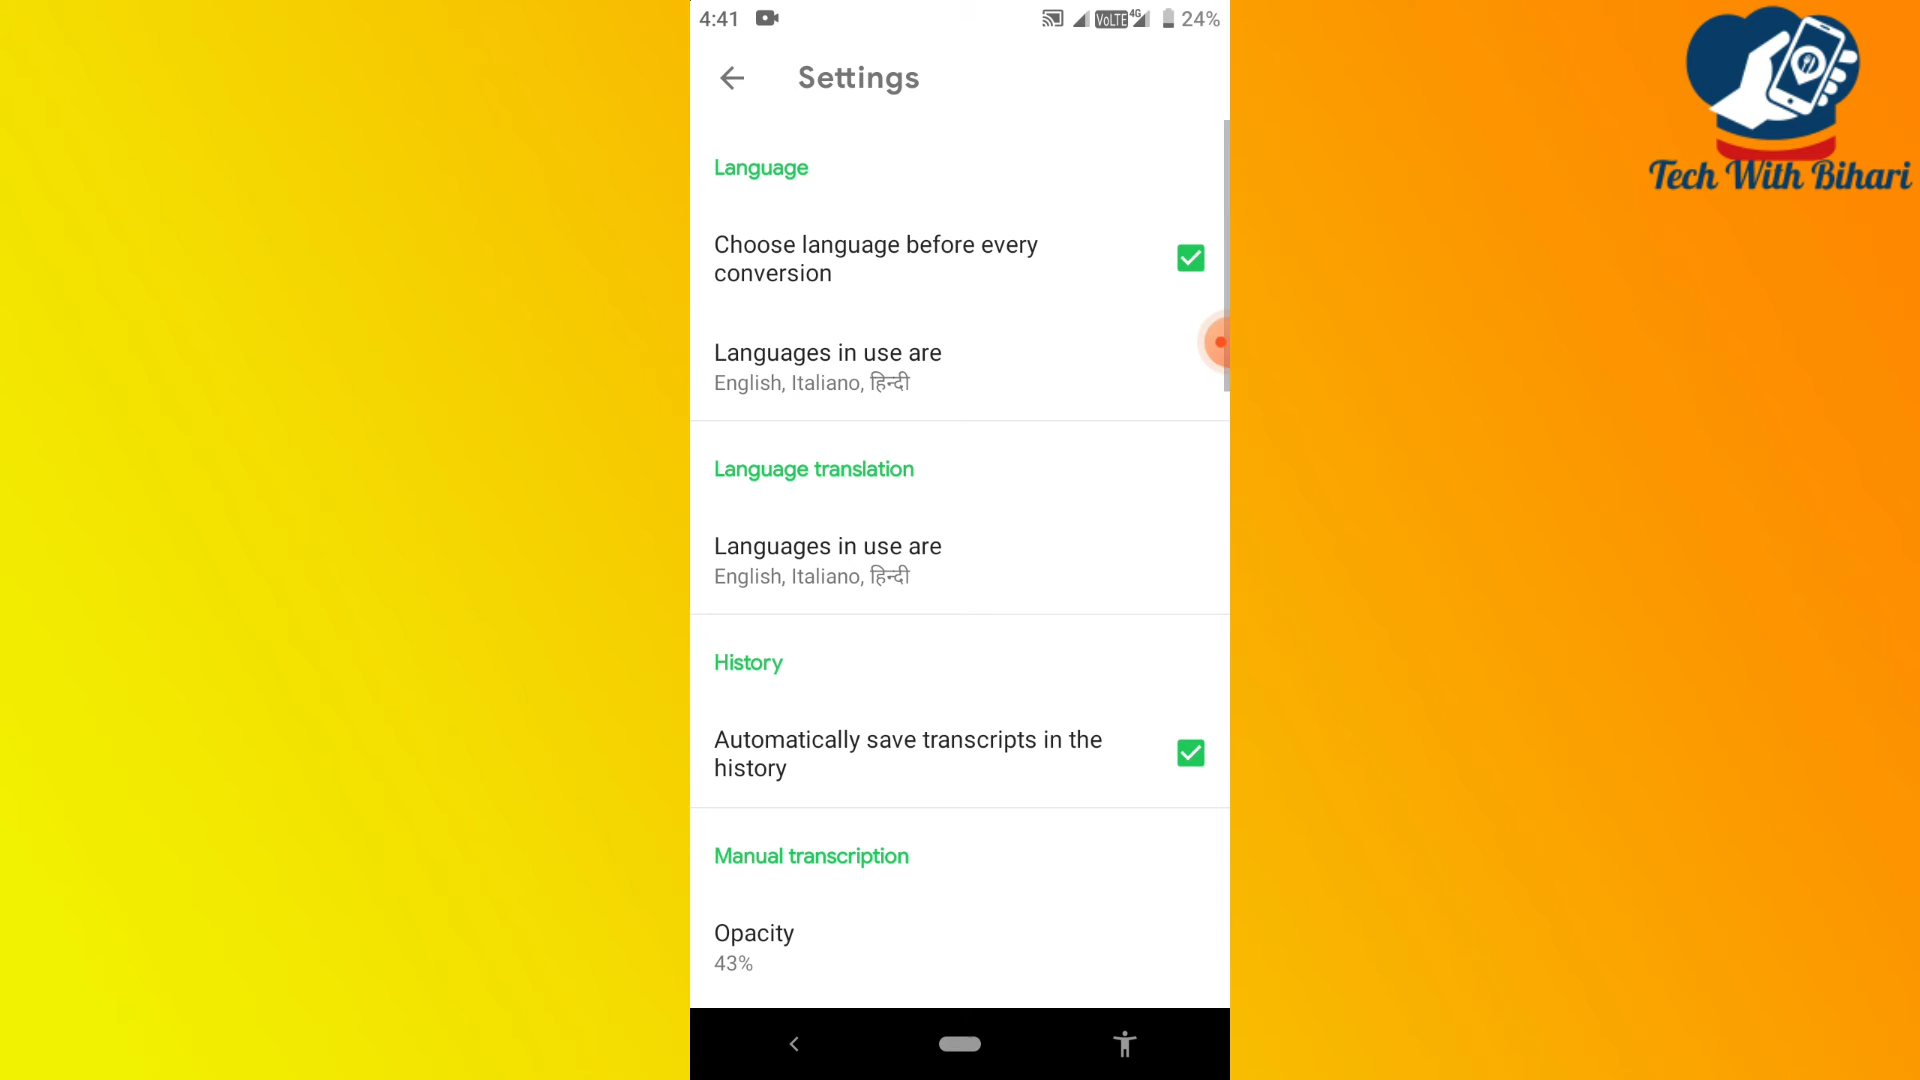 4:41
VoLTE 4G 24%
Settings
Language
Choose language before every
conversion
Languages in use are
English, Italiano, हिन्दी
Language translation
Languages in use are
English, Italiano, हिन्दी
History
Automatically save transcripts in the
history
Manual transcription
Opacity
43%
Tech With Bihari